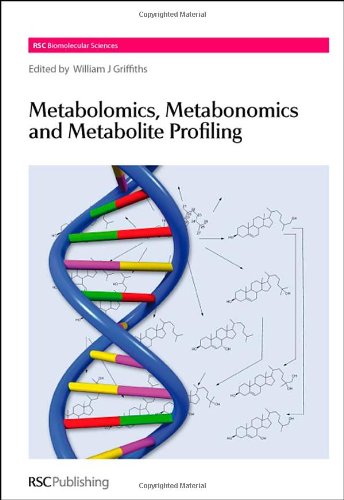 Copyrighted Material
RSC Biomolecular Sciences
Edited by William J Griffiths
Metabolomics, Metabonomics
and Metabolite Profiling
RSCPublishing
Copyrighted Material